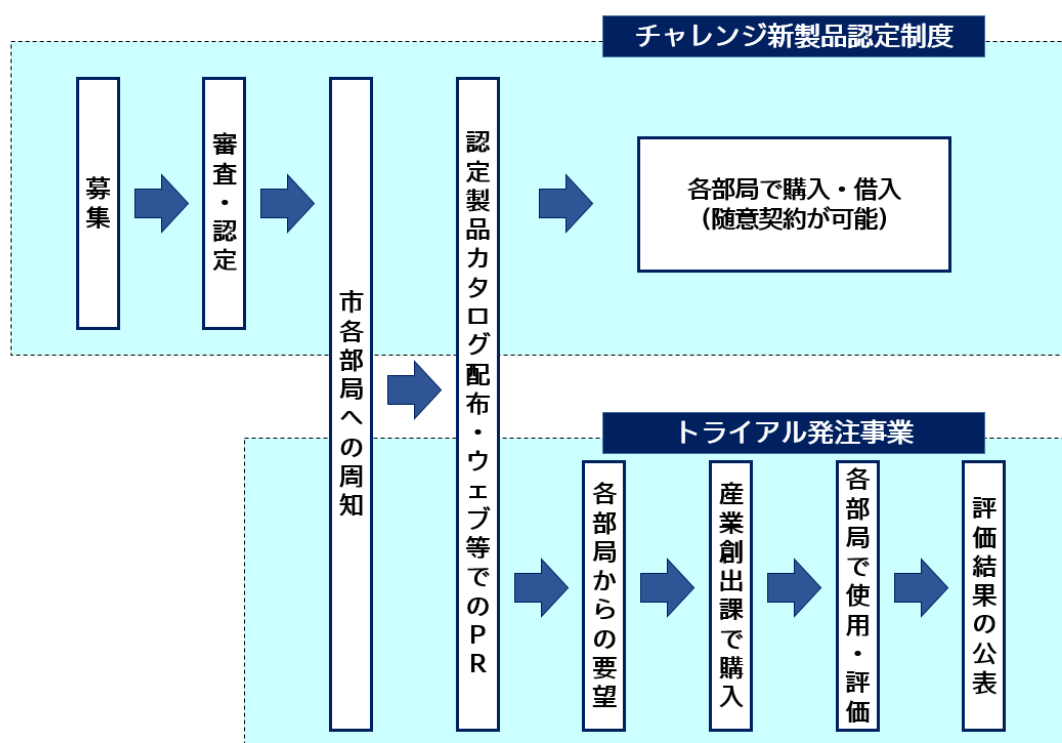 チャレンジ新製品認定制度
募集
審査・認定
市各部局への周知
認定製品カタログ配布・ウェブ等でのPR
各部局で購入・借入
（随意契約が可能）
トライアル発注事業
各部局からの要望
産業創出課で購入
各部局で使用・評価
評価結果の公表